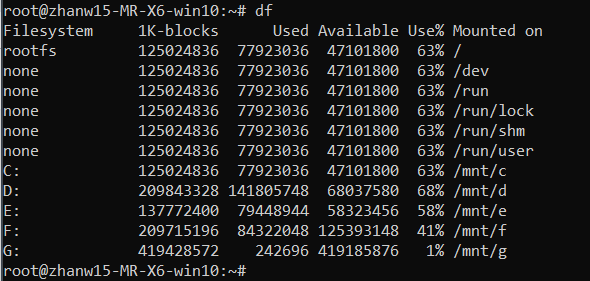 root@zhanw15-MR-X6-win10:~# df
Filesystem     1K-blocks      Used Available Use% Mounted on
rootfs         125024836  77923036  47101800  63% /
none           125024836  77923036  47101800  63% /dev
none           125024836  77923036  47101800  63% /run
none           125024836  77923036  47101800  63% /run/lock
none           125024836  77923036  47101800  63% /run/shm
none           125024836  77923036  47101800  63% /run/user
C:             125024836  77923036  47101800  63% /mnt/c
D:             209843328 141805748  68037580  68% /mnt/d
E:             137772400  79448944  58323456  58% /mnt/e
F:             209715196  84322048 125393148  41% /mnt/f
G:             419428572    242696 419185876   1% /mnt/g
root@zhanw15-MR-X6-win10:~#